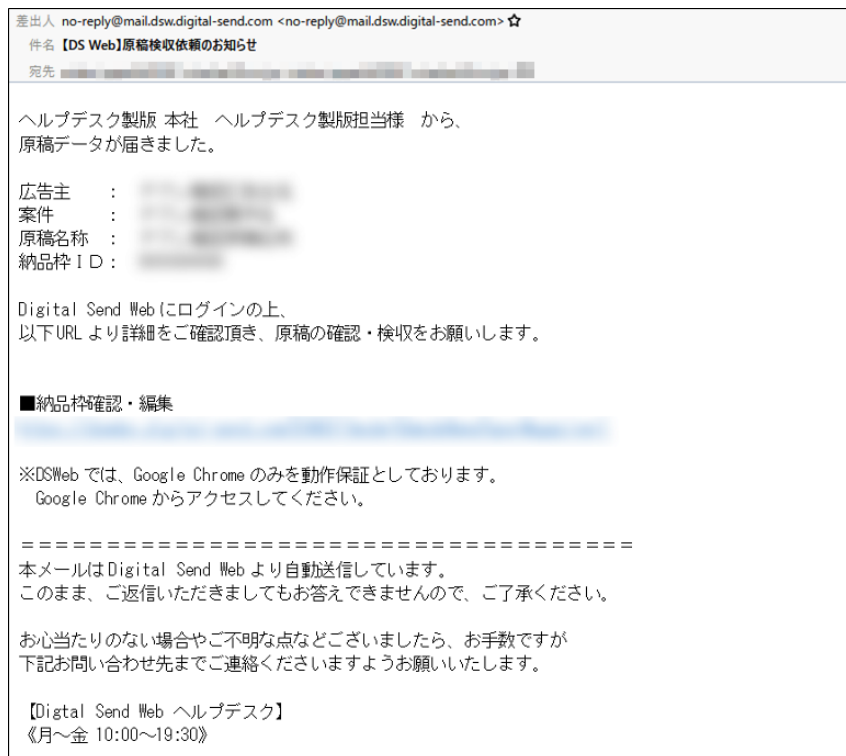 差出人 no-reply@mail.dsw.digital-send.com <no-reply@mail.dsw.digital-send.com>
件名 【DS Web】原稿検収依頼のお知らせ
宛先
ヘルプデスク製版 本社　ヘルプデスク製版担当様　から、
原稿データが届きました。
広告主　　：
案件　　　：
原稿名称　：
納品枠ＩＤ：
Digital Send Webにログインの上、
以下URLより詳細をご確認頂き、原稿の確認・検収をお願いします。
■納品枠確認・編集
※DSWebでは、Google Chromeのみを動作保証としております。
Google Chromeからアクセスしてください。
＝＝＝＝＝＝＝＝＝＝＝＝＝＝＝＝＝＝＝＝＝＝＝＝＝＝＝＝＝＝＝＝＝＝＝＝
本メールはDigital Send Webより自動送信しています。
このまま、ご返信いただきましてもお答えできませんので、ご了承ください。
お心当たりのない場合やご不明な点などございましたら、お手数ですが
下記お問い合わせ先までご連絡くださいますようお願いいたします。
【Digtal Send Web ヘルプデスク】
《月～金 10:00～19:30》